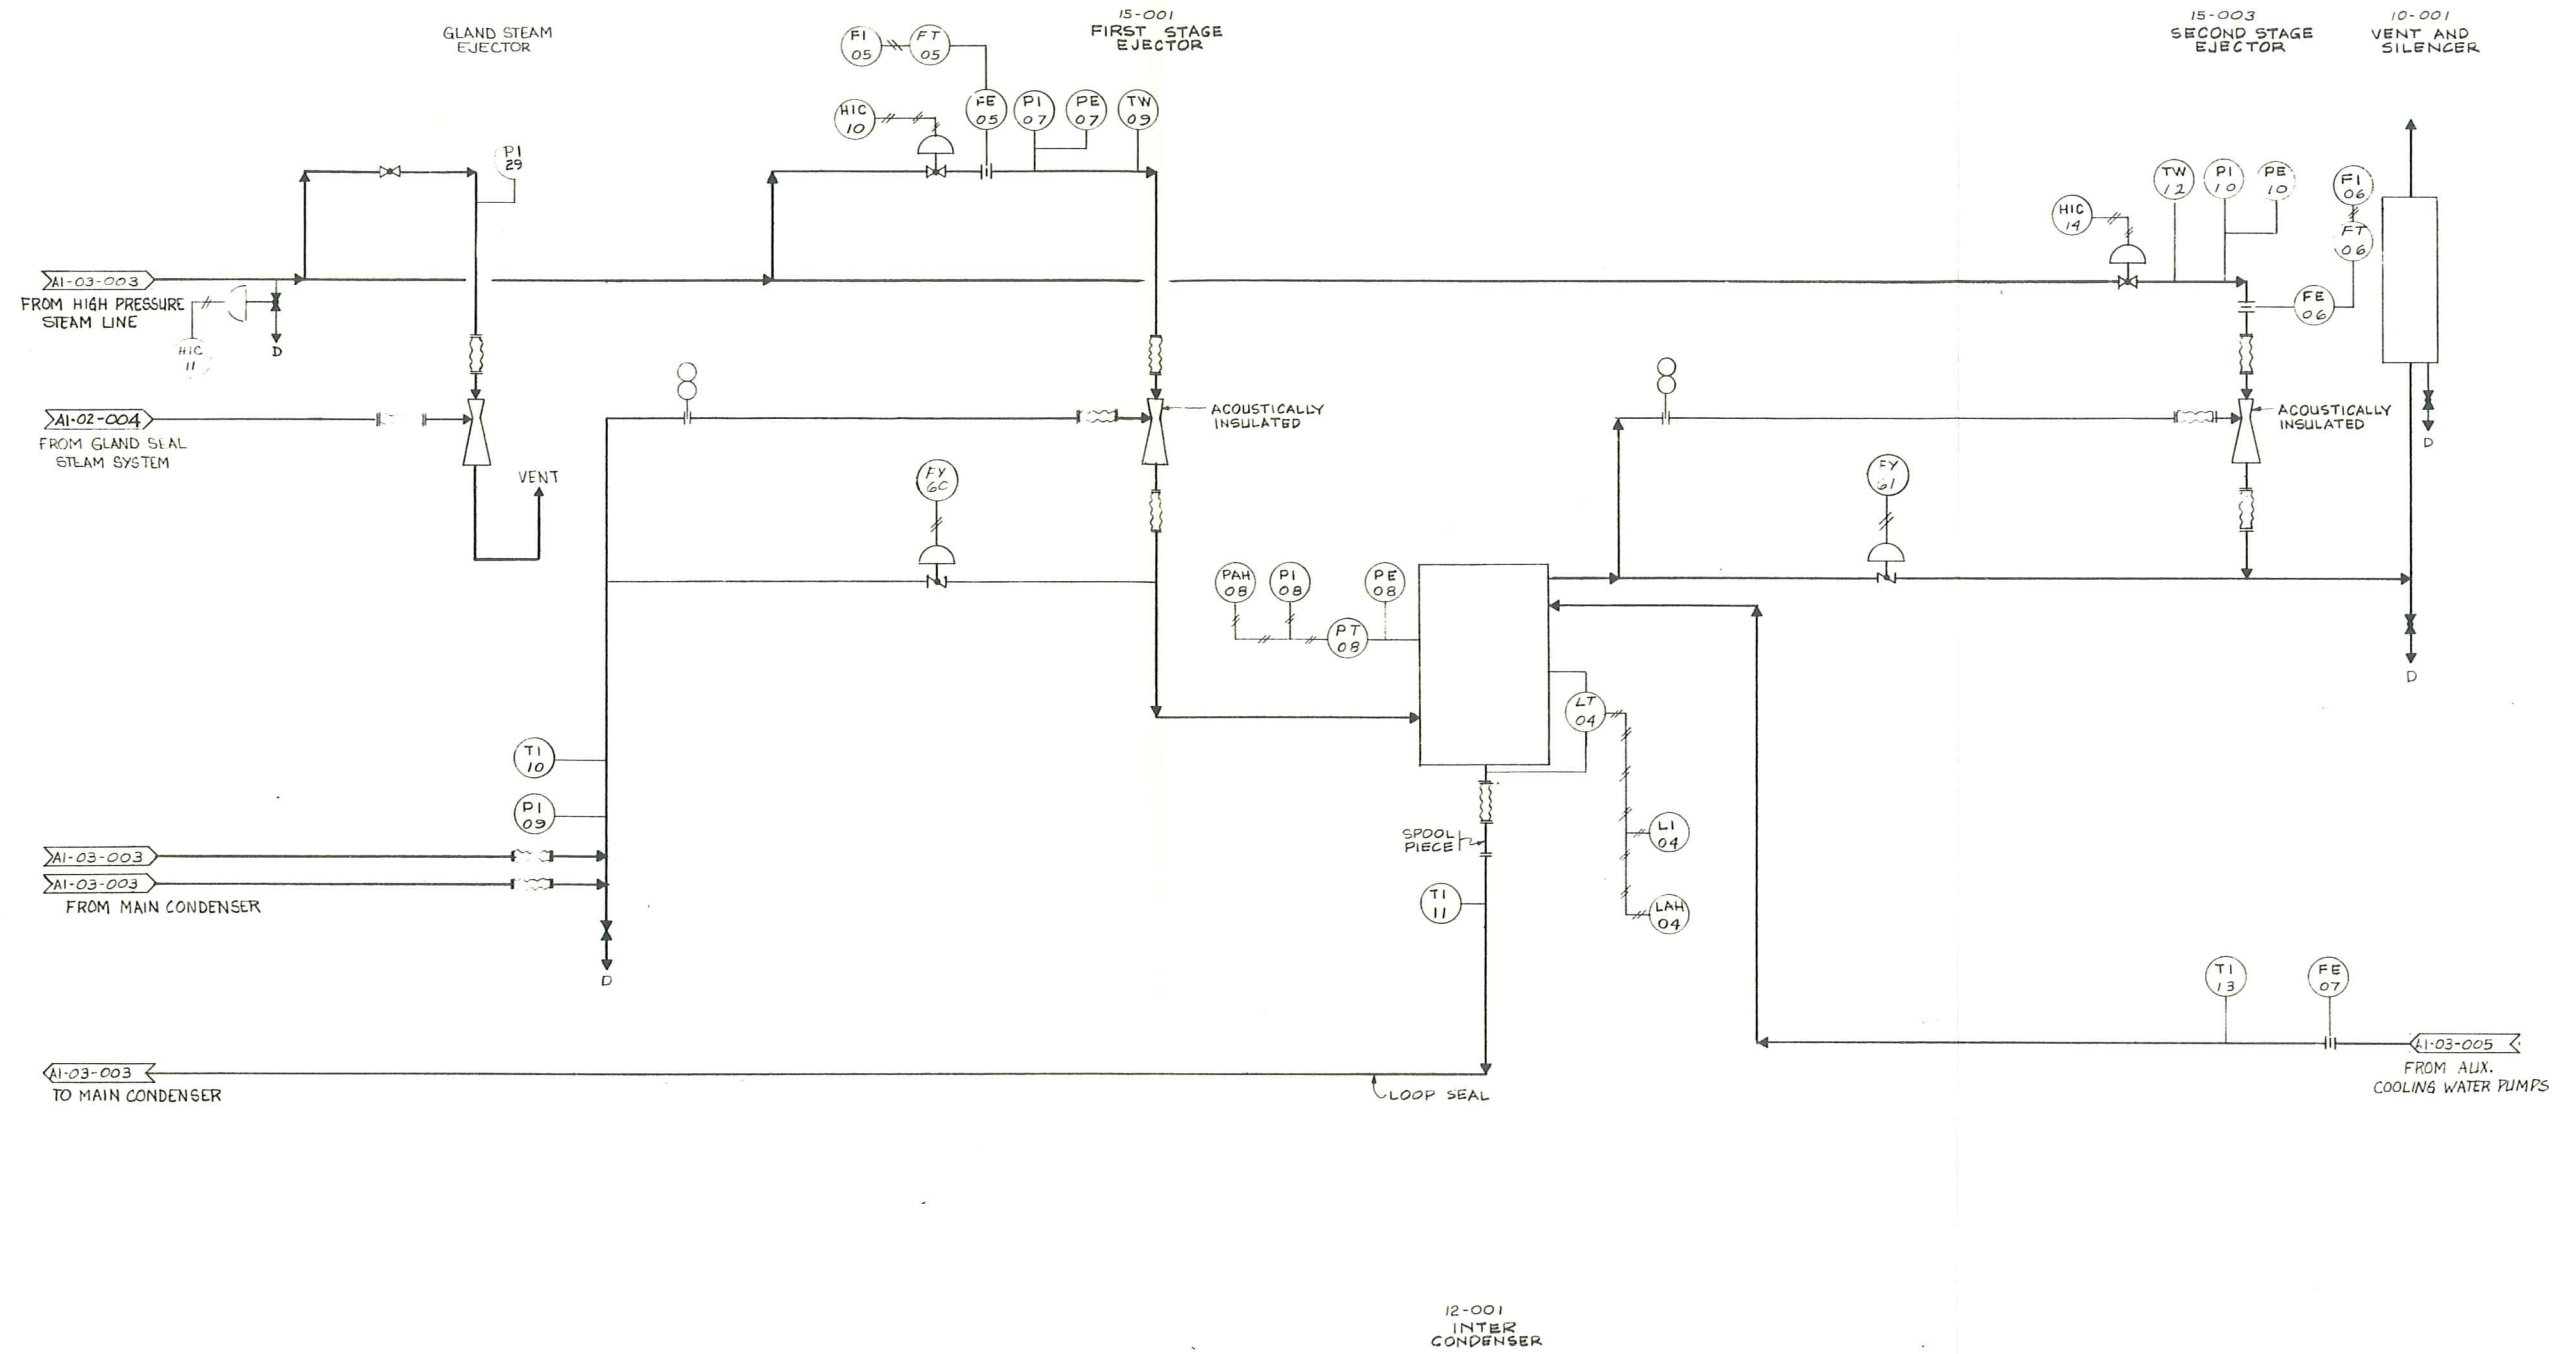 GLAND STEAM
EJECTOR
15-001
FIRST STAGE
EJECTOR
15-003
SECOND STAGE
EJECTOR
10-001
VENT AND
SILENCER
FI
05
FT
05
HIC
10
FE
05
PI
07
PE
07
TW
09
PI
29
TW
12
PI
10
PE
10
FI
06
HIC
14
FT
06
FE
06
A1-03-003
FROM HIGH PRESSURE
STEAM LINE
HIC
11
D
A1-02-004
FROM GLAND SEAL
STEAM SYSTEM
VENT
ACOUSTICALLY
INSULATED
ACOUSTICALLY
INSULATED
D
FY
6C
FY
61
PAH
08
PI
08
PE
08
PT
08
D
LT
04
TI
10
PI
09
A1-03-003
A1-03-003
FROM MAIN CONDENSER
D
SPOOL
PIECE
LI
04
TI
11
LAH
04
TI
13
FE
07
A1-03-005
FROM AUX.
COOLING WATER PUMPS
A1-03-003
TO MAIN CONDENSER
LOOP SEAL
12-001
INTER
CONDENSER